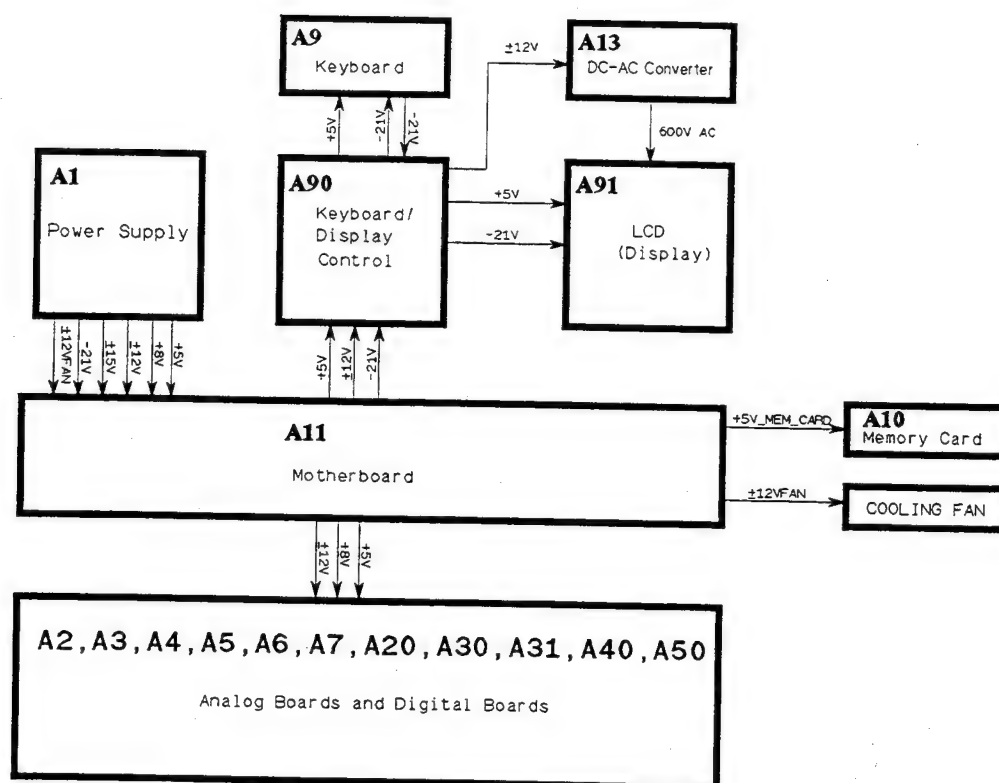 A9
Keyboard
+5V
-21V
-21V
±12V
A13
DC-AC Converter
600V AC
A1
Power Supply
A90
Keyboard/
Display
Control
+5V
-21V
A91
LCD
(Display)
±12VFAN
-21V
±15V
±12V
+8V
+5V
+5V
±12V
-21V
A11
Motherboard
+5V_MEM_CARD
A10
Memory Card
±12VFAN
COOLING FAN
±12V
+8V
+5V
A2, A3, A4, A5, A6, A7, A20, A30, A31, A40, A50
Analog Boards and Digital Boards